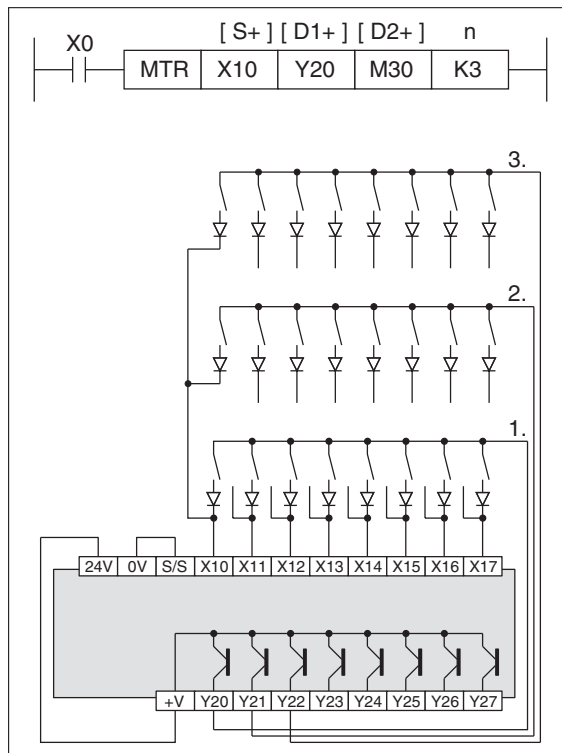 [ S+ ] [ D1+ ] [ D2+ ] n
X0
MTR X10 Y20 M30 K3
3.
2.
1.
24V 0V S/S X10 X11 X12 X13 X14 X15 X16 X17
+V Y20 Y21 Y22 Y23 Y24 Y25 Y26 Y27